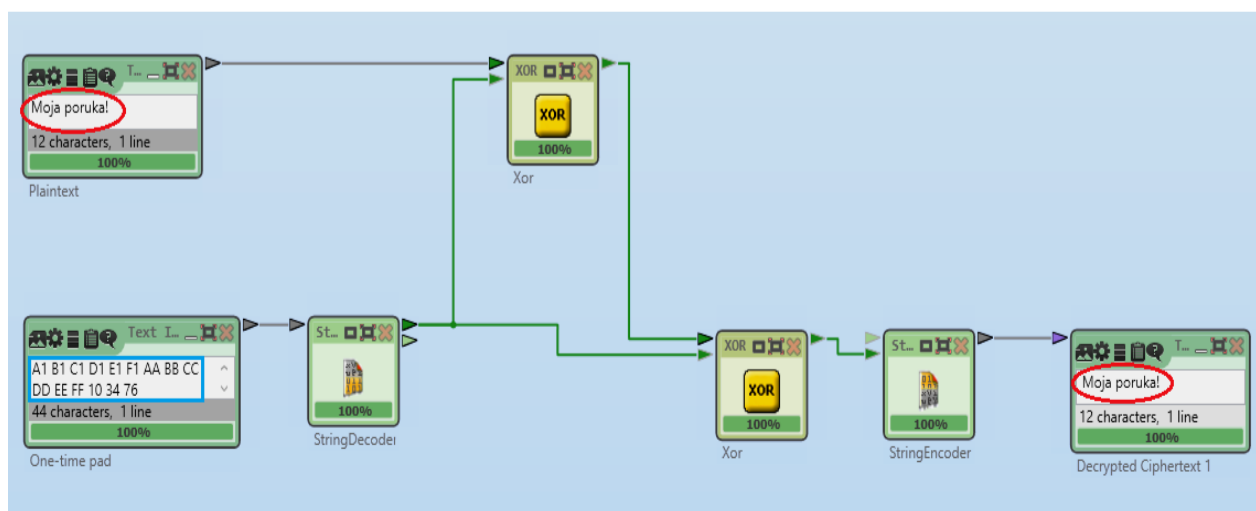 T...
Moja poruka!
12 characters, 1 line
100%
Plaintext
XOR
XOR
100%
Xor
Text I...
A1 B1 C1 D1 E1 F1 AA BB CC
DD EE FF 10 34 76
44 characters, 1 line
100%
One-time pad
St...
100%
StringDecoder
XOR
XOR
100%
Xor
St...
100%
StringEncoder
T...
Moja poruka!
12 characters, 1 line
100%
Decrypted Ciphertext 1